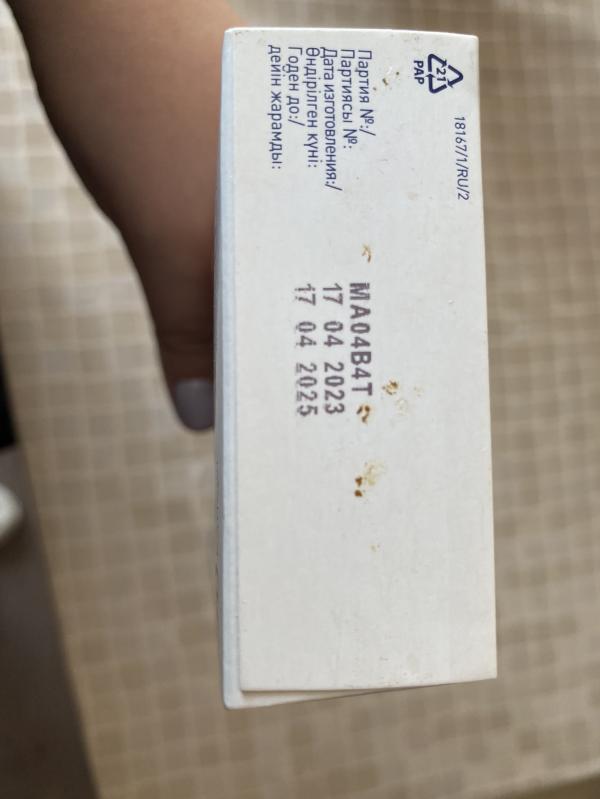 18167/1/RU/2
21
PAP
Партия №:/
Партиясы №:
Дата изготовления:/
Өндірілген күні:
Годен до:/
дейін жарамды:
MA04B4T
17 04 2023
17 04 2025